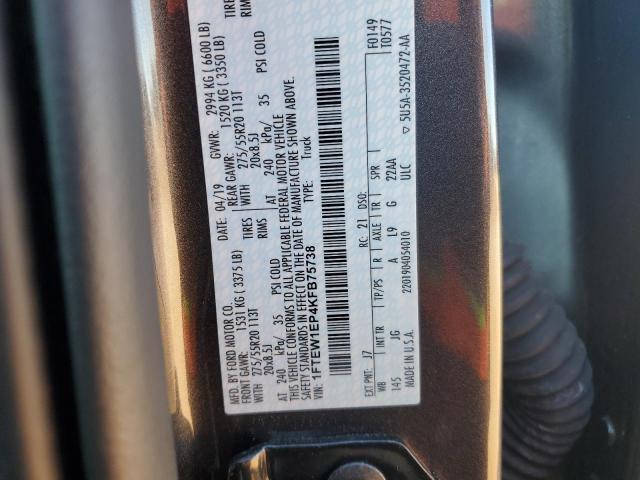 MFD. BY FORD MOTOR CO.
DATE: 04/19 GVWR: 2994 KG ( 6600 LB)
FRONT GAWR: 1531 KG ( 3375 LB) REAR GAWR: 1520 KG ( 3350 LB)
WITH 275/55R20 113T TIRES WITH 275/55R20 113T TIRES
20x8.5J RIMS 20x8.5J RIMS
AT 240 kPa/ 35 PSI COLD AT 240 kPa/ 35 PSI COLD
THIS VEHICLE CONFORMS TO ALL APPLICABLE FEDERAL MOTOR VEHICLE
SAFETY STANDARDS IN EFFECT ON THE DATE OF MANUFACTURE SHOWN ABOVE.
VIN: 1FTEW1EP4KFB75738 TYPE: Truck
F0149
T0577
EXT PNT: J7 RC: 21 DSO:
WB INT TR TP/PS R AXLE TR SPR
145 JG A L9 G 22AA
MADE IN U.S.A. 2201904054010 ULC
▽ 5U5A-3520472-AA